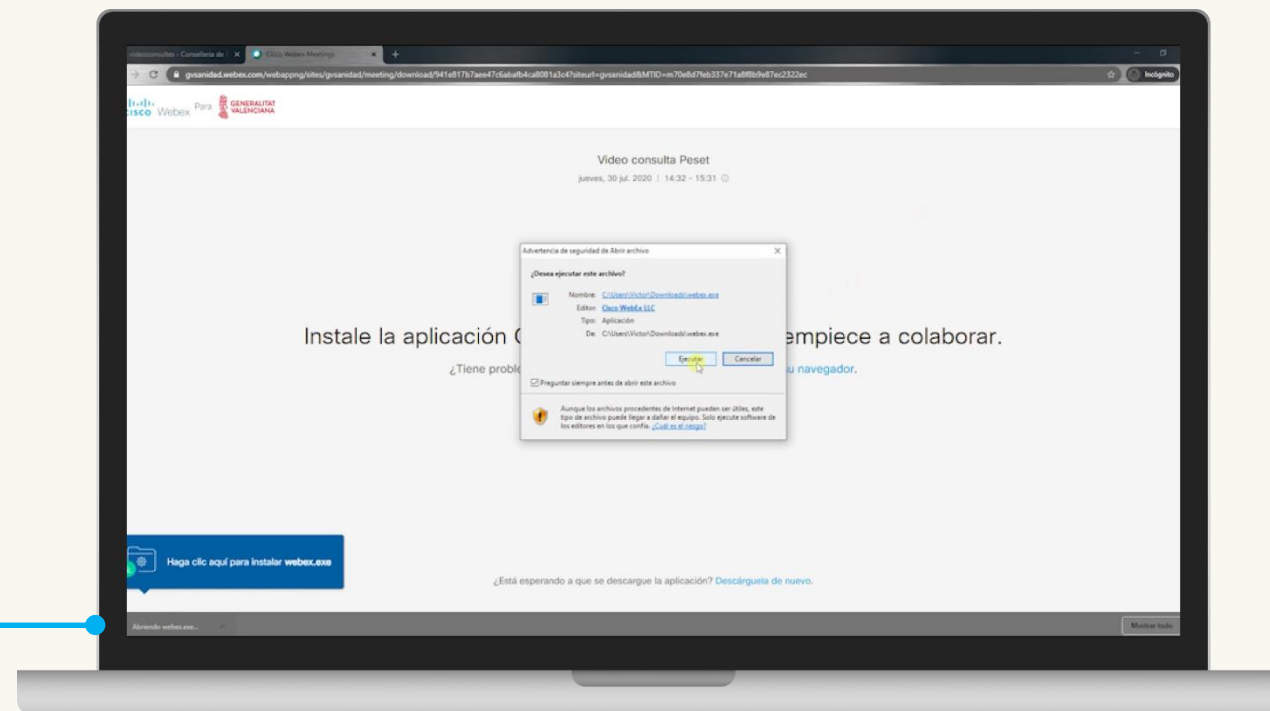 videoconsultes - Conselleria de
Cisco Webex Meetings
gvsanidad.webex.com/webappng/sites/gvsanidad/meeting/download/
Incógnito
CISCO Webex Para GENERALITAT
VALENCIANA
Video consulta Peset
jueves, 30 jul. 2020 | 14:32 - 15:31
Advertencia de seguridad de Abrir archivo
¿Desea ejecutar este archivo?
Nombre: C:\Users\Victor\Downloads\webex.exe
Editor: Cisco WebEx LLC
Tipo: Aplicación
De: C:\Users\Victor\Downloads\webex.exe
Instale la aplicación empiece a colaborar.
Ejecutar Cancelar
¿Tiene proble u navegador.
Preguntar siempre antes de abrir este archivo
Aunque los archivos procedentes de Internet pueden ser útiles, este
tipo de archivo puede llegar a dañar el equipo. Solo ejecute software de
los editores en los que confía. ¿Cuál es el riesgo?
Haga clic aquí para instalar webex.exe
¿Está esperando a que se descargue la aplicación? Descárguela de nuevo.
Abriendo webex.exe...
Mostrar todo